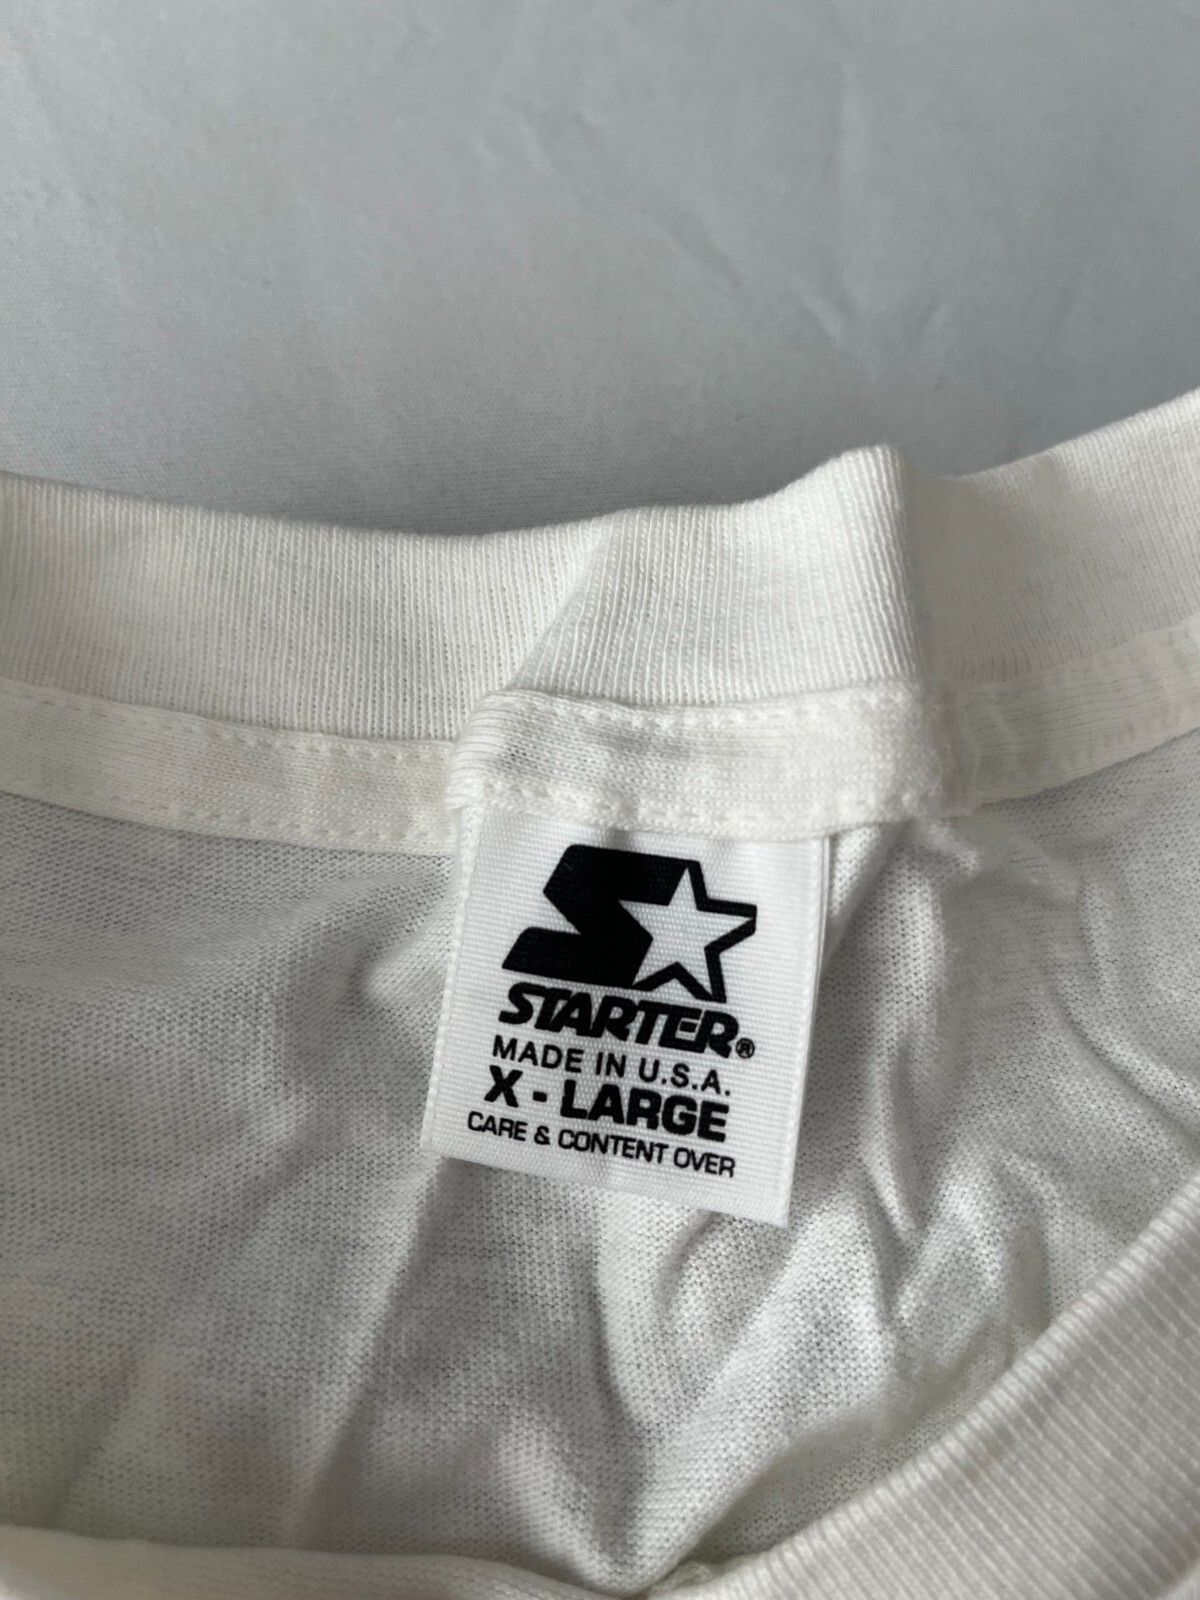 STARTER®
MADE IN U.S.A.
X - LARGE
CARE & CONTENT OVER